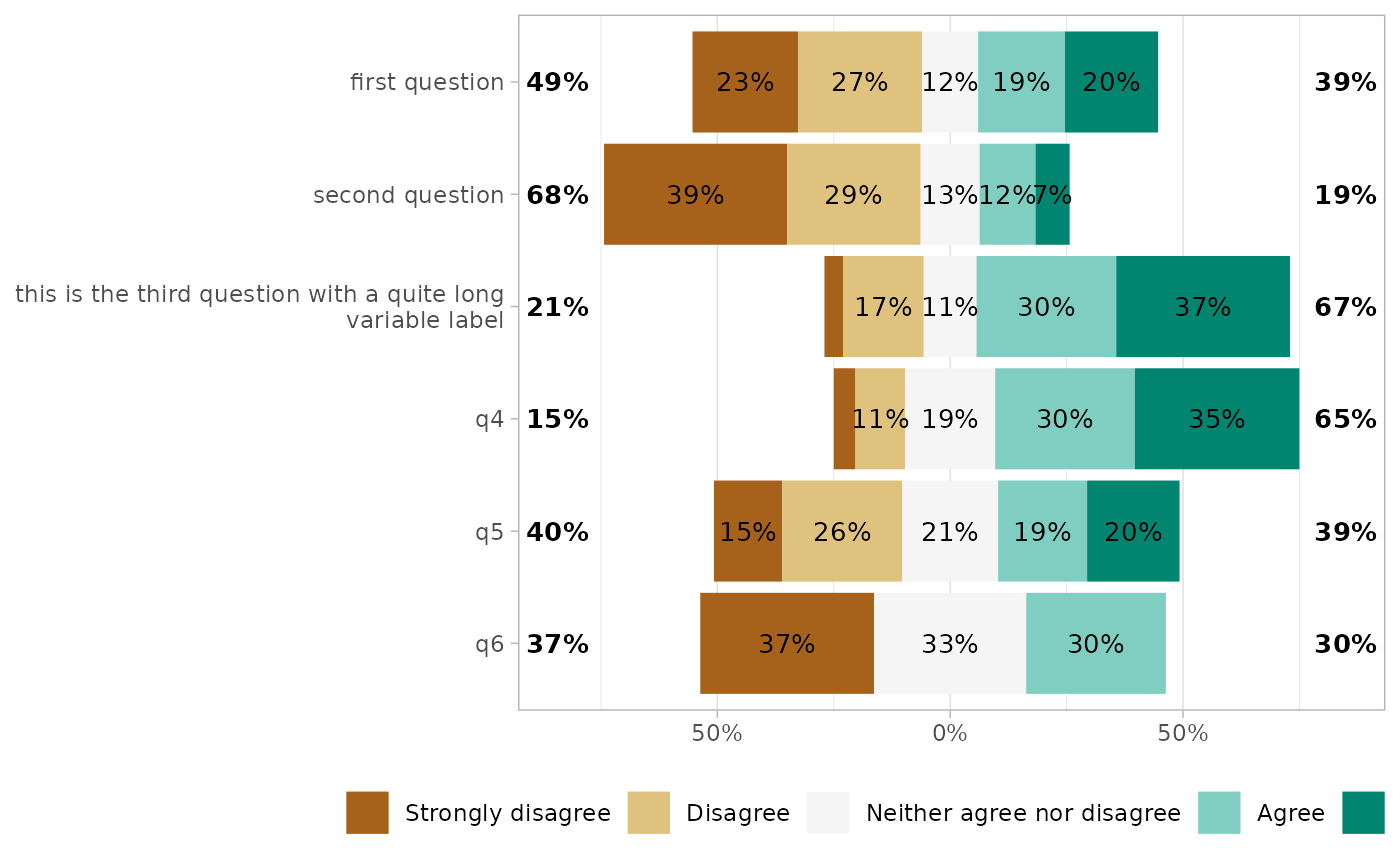 first question 49% 23% 27% 12% 19% 20% 39%
second question 68% 39% 29% 13% 12% 7% 19%
this is the third question with a quite long
variable label 21% 17% 11% 30% 37% 67%
q4 15% 11% 19% 30% 35% 65%
q5 40% 15% 26% 21% 19% 20% 39%
q6 37% 37% 33% 30% 30%
50% 0% 50%
Strongly disagree Disagree Neither agree nor disagree Agree